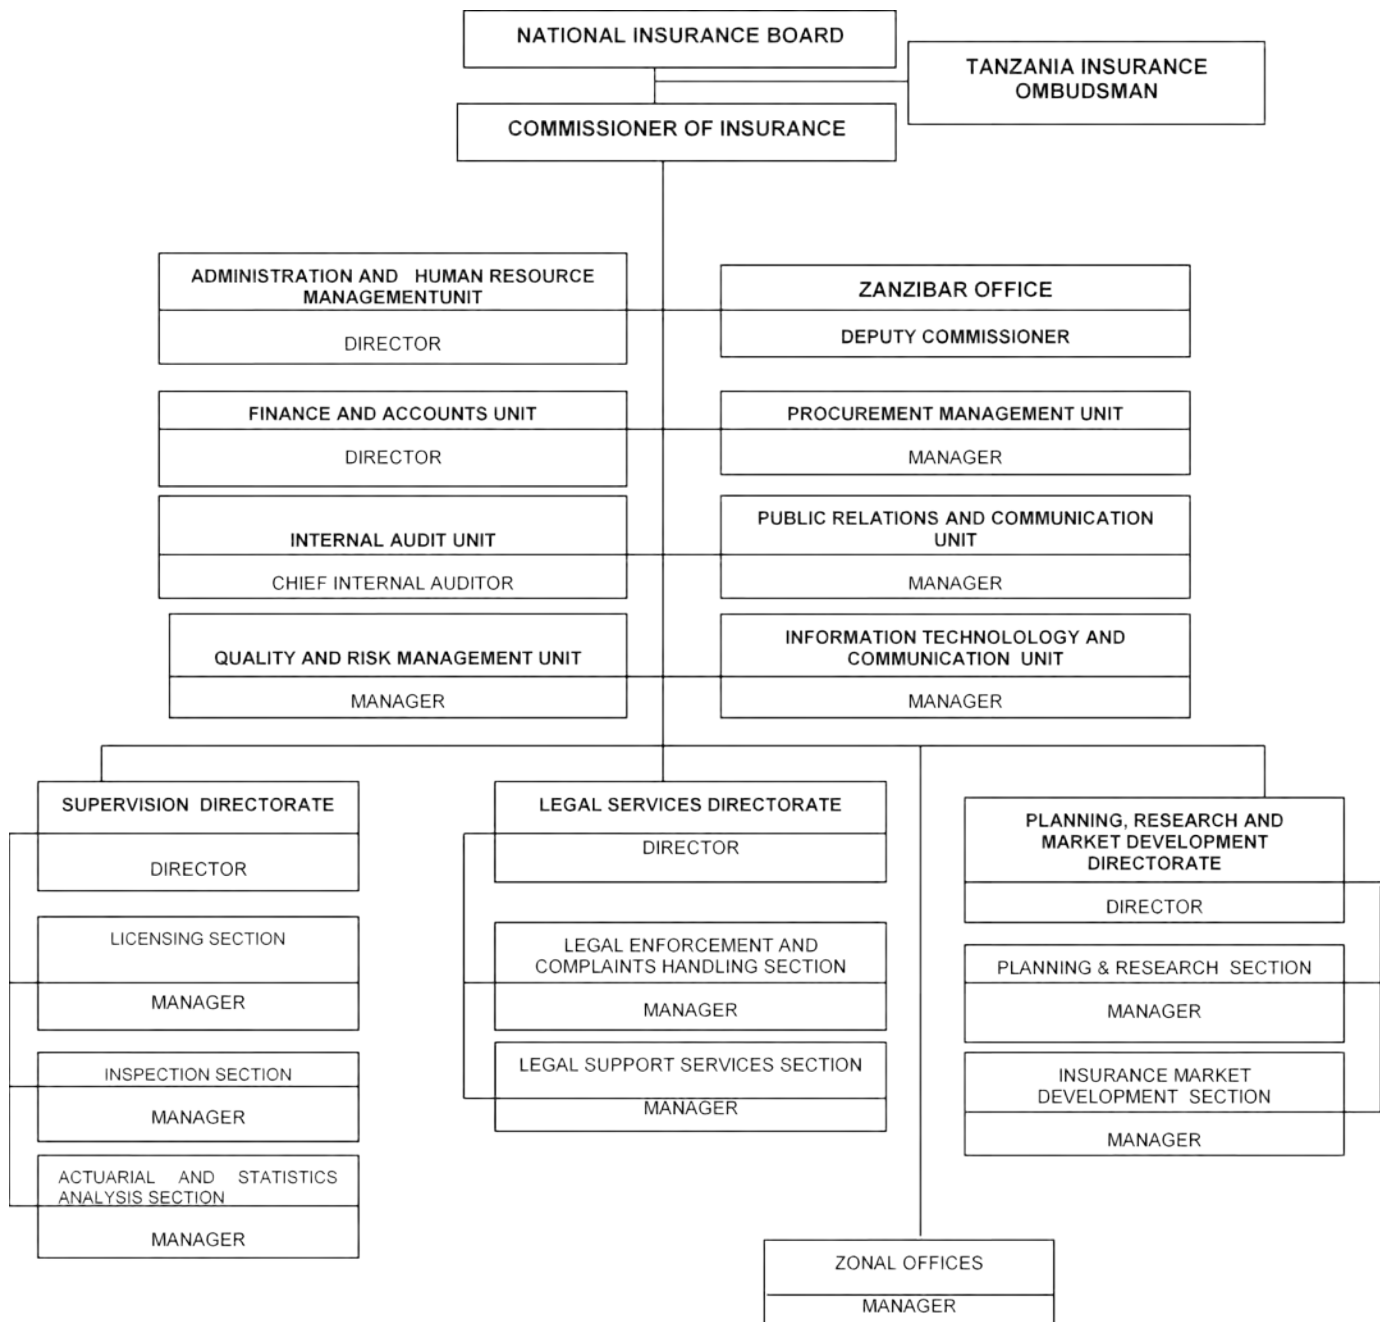 NATIONAL INSURANCE BOARD
TANZANIA INSURANCE
OMBUDSMAN
COMMISSIONER OF INSURANCE
ADMINISTRATION AND HUMAN RESOURCE
MANAGEMENTUNIT
DIRECTOR
ZANZIBAR OFFICE
DEPUTY COMMISSIONER
FINANCE AND ACCOUNTS UNIT
DIRECTOR
PROCUREMENT MANAGEMENT UNIT
MANAGER
INTERNAL AUDIT UNIT
CHIEF INTERNAL AUDITOR
PUBLIC RELATIONS AND COMMUNICATION
UNIT
MANAGER
QUALITY AND RISK MANAGEMENT UNIT
MANAGER
INFORMATION TECHNOLOLOGY AND
COMMUNICATION UNIT
MANAGER
SUPERVISION DIRECTORATE
DIRECTOR
LICENSING SECTION
MANAGER
INSPECTION SECTION
MANAGER
ACTUARIAL AND STATISTICS
ANALYSIS SECTION
MANAGER
LEGAL SERVICES DIRECTORATE
DIRECTOR
LEGAL ENFORCEMENT AND
COMPLAINTS HANDLING SECTION
MANAGER
LEGAL SUPPORT SERVICES SECTION
MANAGER
PLANNING, RESEARCH AND
MARKET DEVELOPMENT
DIRECTORATE
DIRECTOR
PLANNING & RESEARCH SECTION
MANAGER
INSURANCE MARKET
DEVELOPMENT SECTION
MANAGER
ZONAL OFFICES
MANAGER